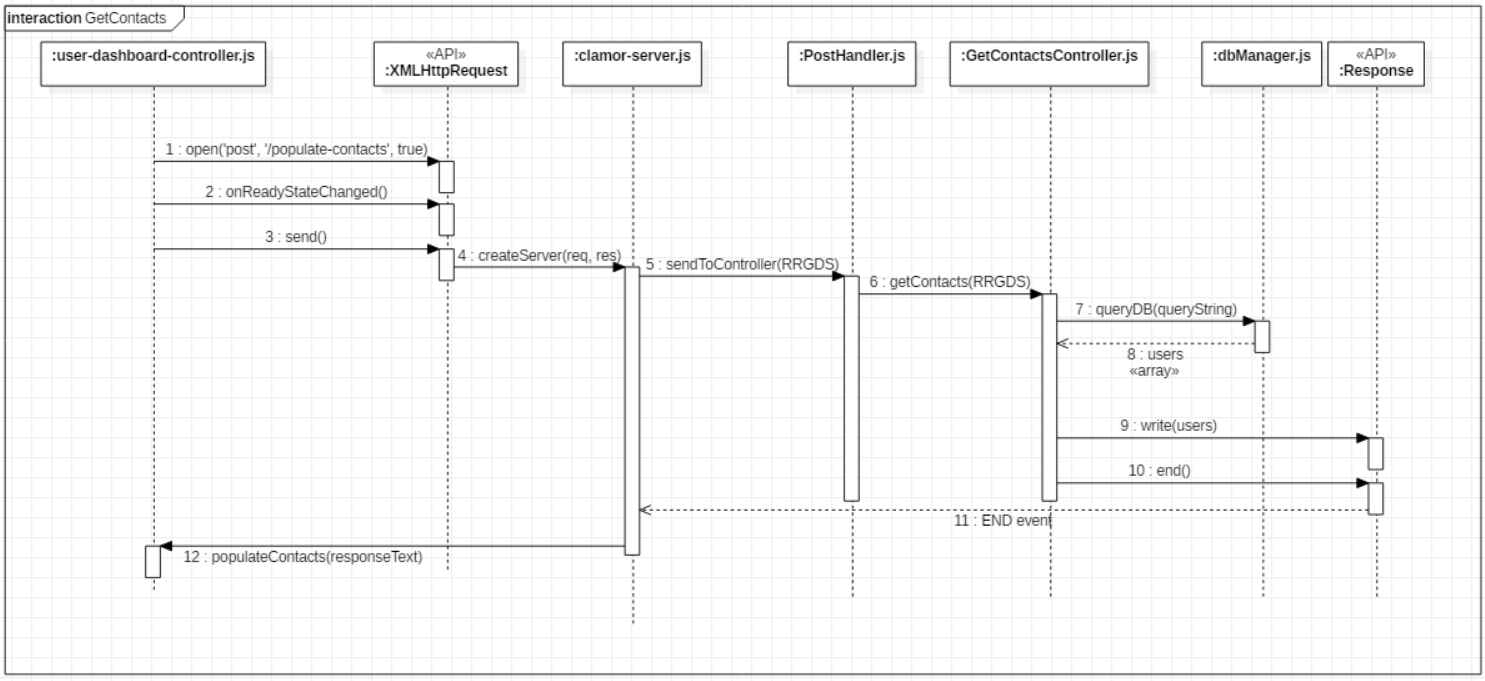 interaction GetContacts
:user-dashboard-controller.js
«API»
:XMLHttpRequest
:clamor-server.js
:PostHandler.js
:GetContactsController.js
:dbManager.js
«API»
:Response
1 : open('post', '/populate-contacts', true)
2 : onReadyStateChanged()
3 : send()
4 : createServer(req, res)
5 : sendToController(RRGDS)
6 : getContacts(RRGDS)
7 : queryDB(queryString)
8 : users
«array»
9 : write(users)
10 : end()
11 : END event
12 : populateContacts(responseText)